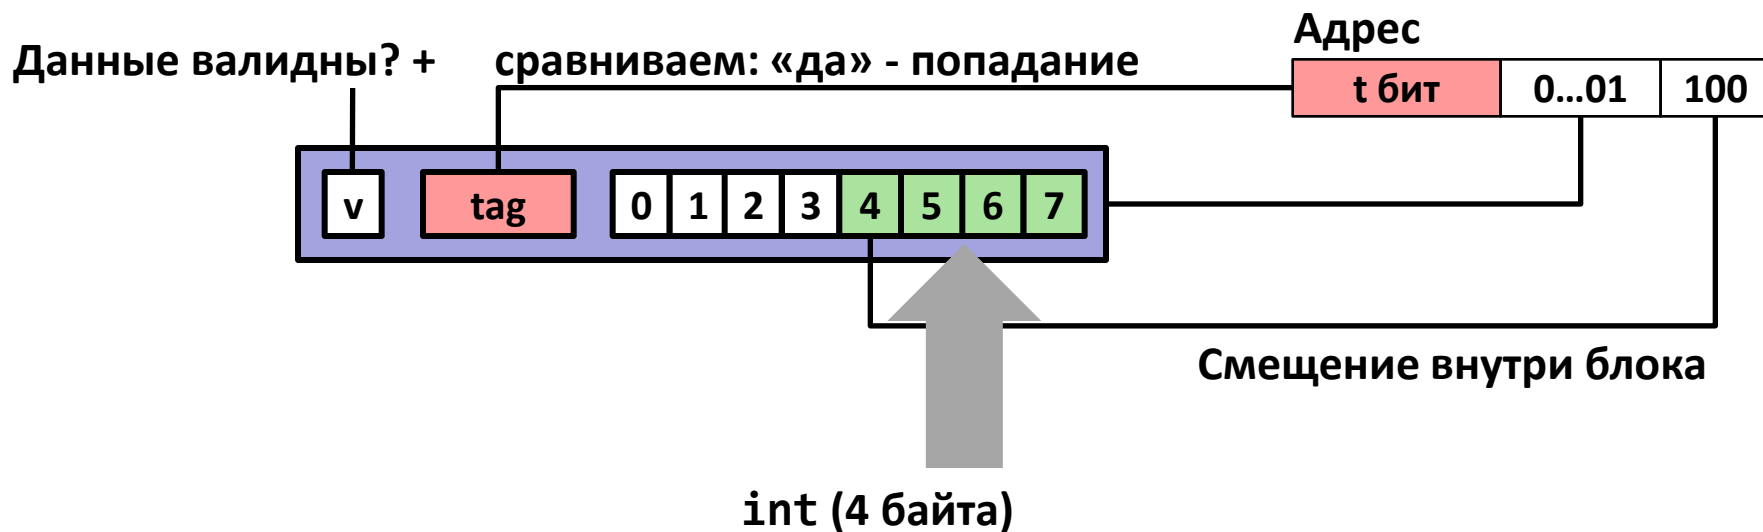 Адрес
Данные валидны? + сравниваем: «да» - попадание
t бит 0...01 100
v tag 0 1 2 3 4 5 6 7
Смещение внутри блока
int (4 байта)